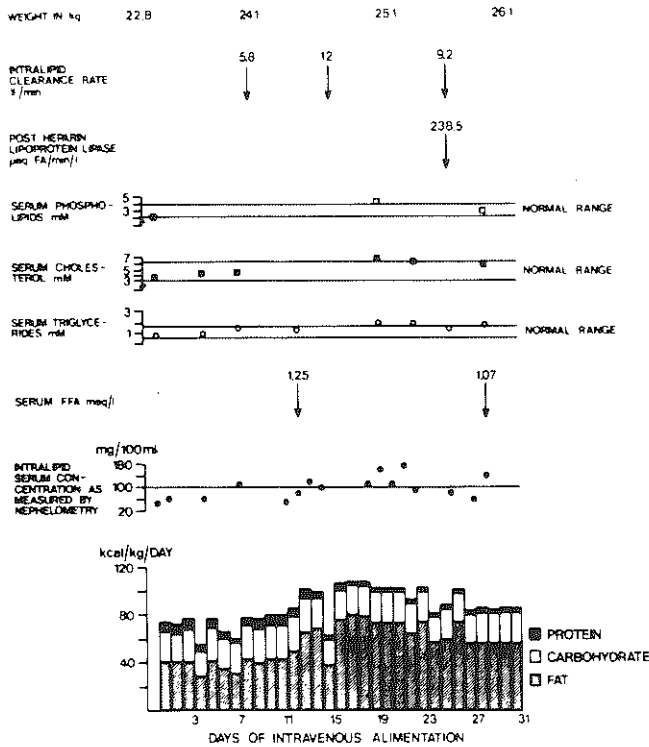 WEIGHT IN kg 22.8 24.1 25.1 26.1
INTRALIPID
CLEARANCE RATE
%/min
5.8 12 9.2
POST HEPARIN
LIPOPROTEIN LIPASE
µeq FA/min/l
238.5
SERUM PHOSPHO-
LIPIDS mM
5
3
1
NORMAL RANGE
SERUM CHOLES-
TEROL mM
7
5
3
NORMAL RANGE
SERUM TRIGLYCE-
RIDES mM
3
1
NORMAL RANGE
SERUM FFA meq/l
1.25 1.07
mg/100 ml
INTRALIPID
SERUM CON-
CENTRATION AS
MEASURED BY
NEPHELOMETRY
180
100
20
kcal/kg/DAY
120
80
40
PROTEIN
CARBOHYDRATE
FAT
3 7 11 15 19 23 27 31
DAYS OF INTRAVENOUS ALIMENTATION